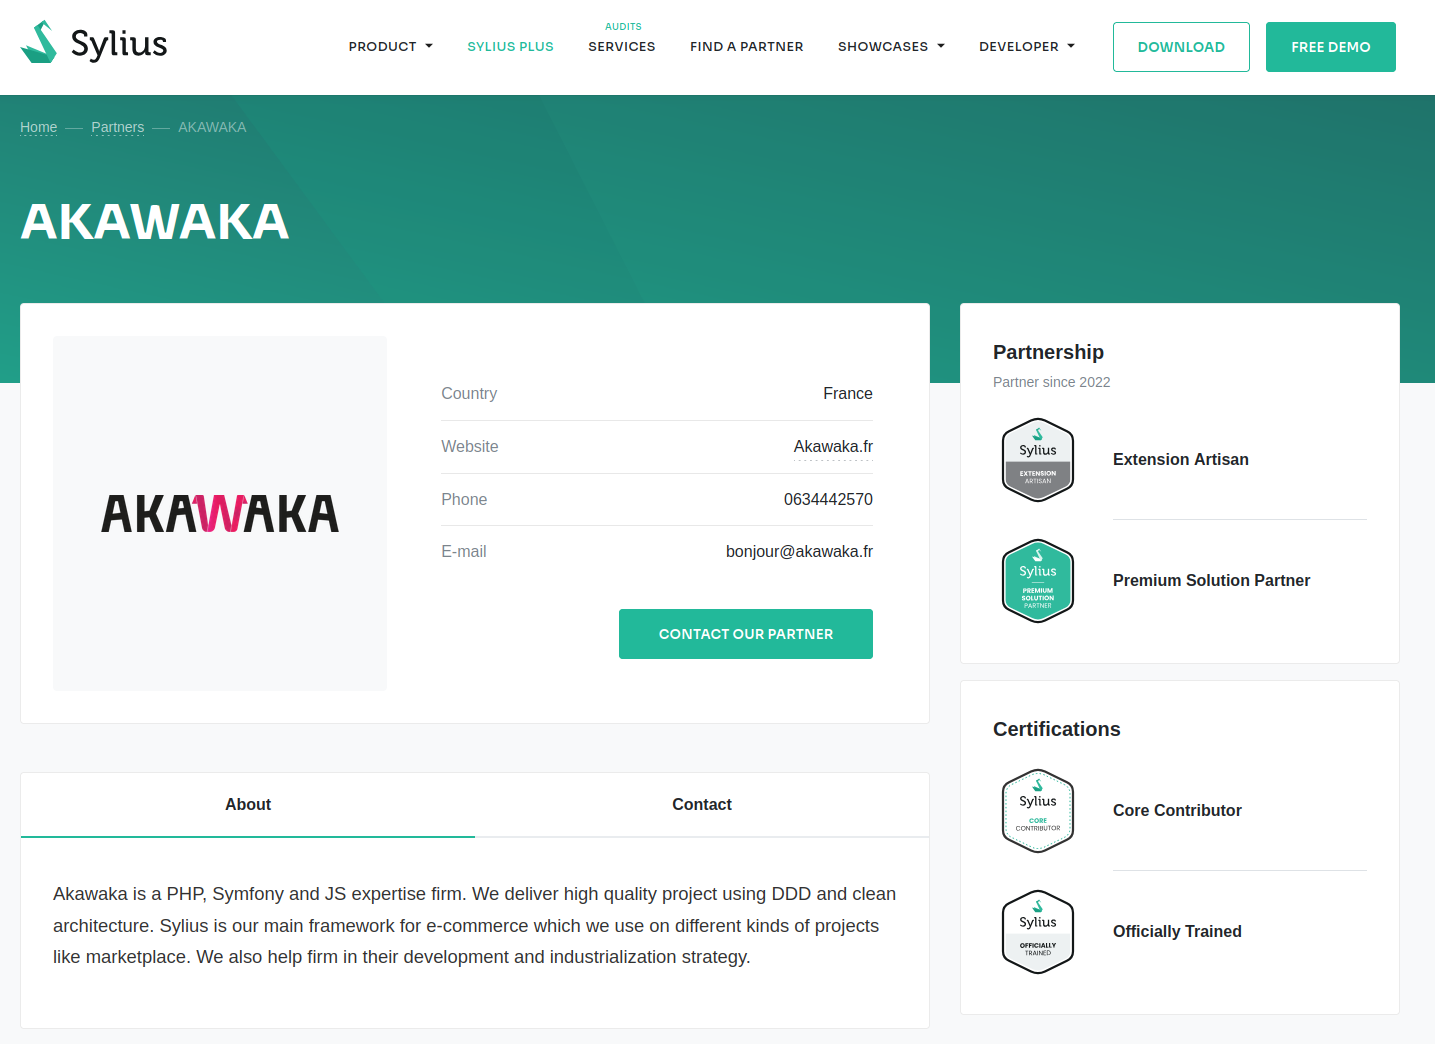 Sylius
PRODUCT
SYLIUS PLUS
AUDITS
SERVICES
FIND A PARTNER
SHOWCASES
DEVELOPER
DOWNLOAD
FREE DEMO
Home — Partners — AKAWAKA
AKAWAKA
AKAWAKA
Country France
Website Akawaka.fr
Phone 0634442570
E-mail bonjour@akawaka.fr
CONTACT OUR PARTNER
About
Contact
Akawaka is a PHP, Symfony and JS expertise firm. We deliver high quality project using DDD and clean
architecture. Sylius is our main framework for e-commerce which we use on different kinds of projects
like marketplace. We also help firm in their development and industrialization strategy.
Partnership
Partner since 2022
Sylius
EXTENSION
ARTISAN
Extension Artisan
Sylius
PREMIUM
SOLUTION
PARTNER
Premium Solution Partner
Certifications
Sylius
CORE
CONTRIBUTOR
Core Contributor
Sylius
OFFICIALLY
TRAINED
Officially Trained